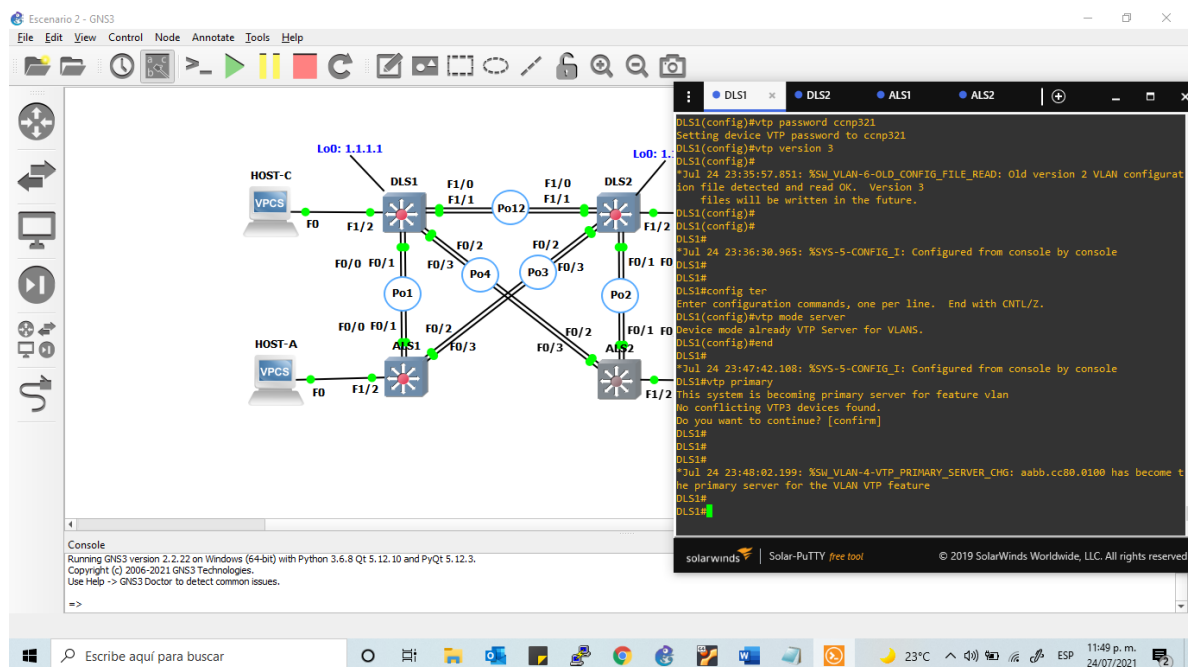 Escenario 2 - GNS3
File Edit View Control Node Annotate Tools Help
Lo0: 1.1.1.1
Lo0: 1.
HOST-C
DLS1
F1/0
F1/0
DLS2
VPCS
F1/1
Po12
F1/1
F0
F1/2
F1/2
F0/2
F0/2
F0/0 F0/1
F0/3
Po4
Po3
F0/3
F0/1 F0
Po1
Po2
F0/0 F0/1
F0/2
F0/2
F0/1 F0
HOST-A
ALS1
F0/3
F0/3
ALS2
VPCS
F0
F1/2
F1/2
DLS1
DLS2
ALS1
ALS2
DLS1(config)#vtp password ccnp321
Setting device VTP password to ccnp321
DLS1(config)#vtp version 3
DLS1(config)#
*Jul 24 23:35:57.851: %SW_VLAN-6-OLD_CONFIG_FILE_READ: Old version 2 VLAN configurat
ion file detected and read OK.  Version 3
    files will be written in the future.
DLS1(config)#
DLS1(config)#
DLS1#
*Jul 24 23:36:30.965: %SYS-5-CONFIG_I: Configured from console by console
DLS1#
DLS1#
DLS1#config ter
Enter configuration commands, one per line.  End with CNTL/Z.
DLS1(config)#vtp mode server
Device mode already VTP Server for VLANS.
DLS1(config)#end
DLS1#
*Jul 24 23:47:42.108: %SYS-5-CONFIG_I: Configured from console by console
DLS1#vtp primary
This system is becoming primary server for feature vlan
No conflicting VTP3 devices found.
Do you want to continue? [confirm]
DLS1#
DLS1#
DLS1#
*Jul 24 23:48:02.199: %SW_VLAN-4-VTP_PRIMARY_SERVER_CHG: aabb.cc80.0100 has become t
he primary server for the VLAN VTP feature
DLS1#
DLS1#
solarwinds | Solar-PuTTY free tool © 2019 SolarWinds Worldwide, LLC. All rights reserved
Console
Running GNS3 version 2.2.22 on Windows (64-bit) with Python 3.6.8 Qt 5.12.10 and PyQt 5.12.3.
Copyright (c) 2006-2021 GNS3 Technologies.
Use Help -> GNS3 Doctor to detect common issues.
=>
Escribe aquí para buscar
23°C
ESP
11:49 p. m.
24/07/2021
2